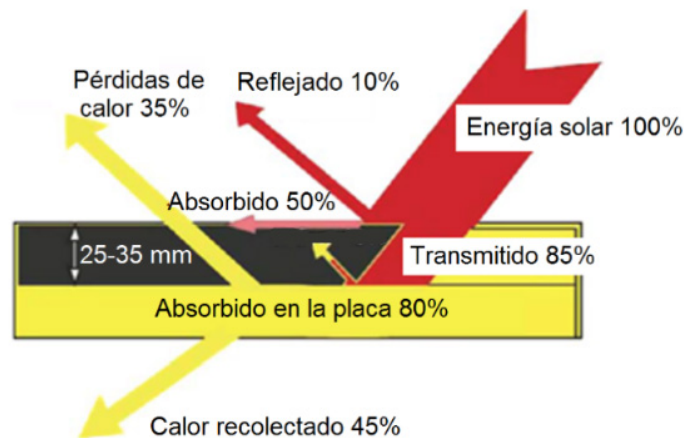 Pérdidas de
calor 35%
Reflejado 10%
Energía solar 100%
Absorbido 50%
25-35 mm
Transmitido 85%
Absorbido en la placa 80%
Calor recolectado 45%